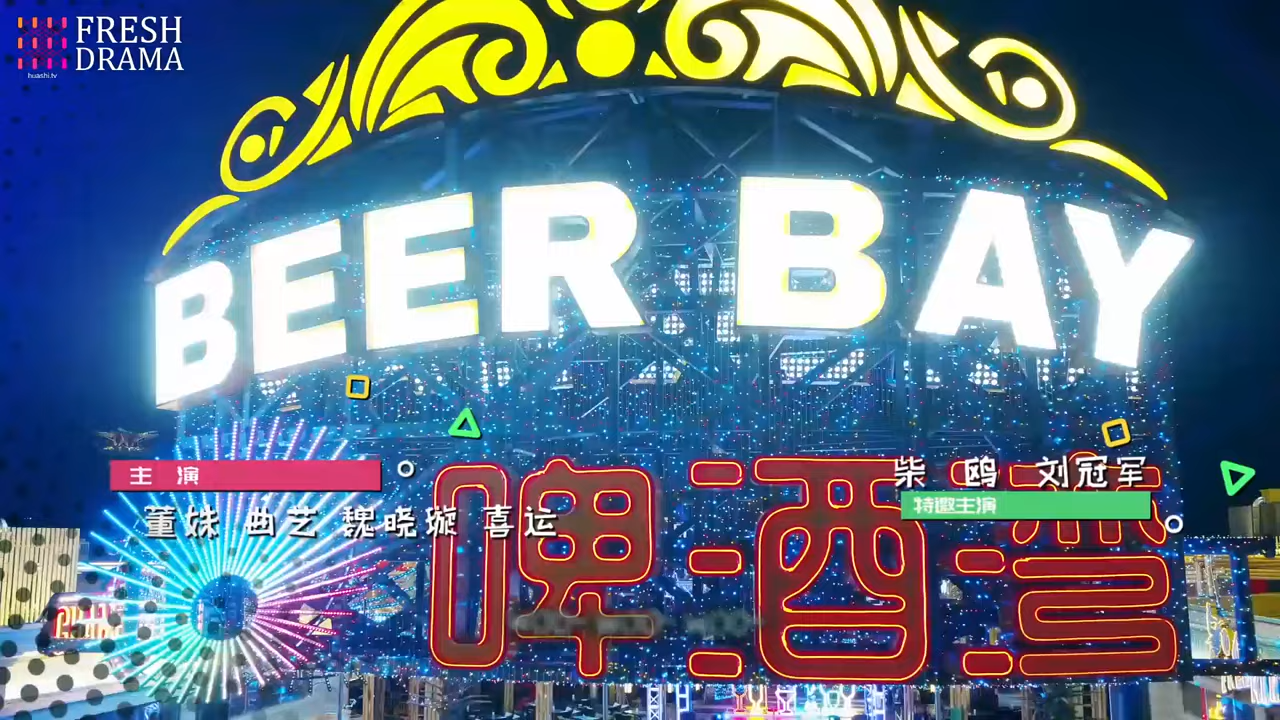 FRESH
DRAMA
huashi.tv
BEER BAY
主演
董姝 曲艺 魏晓璇 喜运
柴鸥 刘冠军
特邀主演
啤酒湾